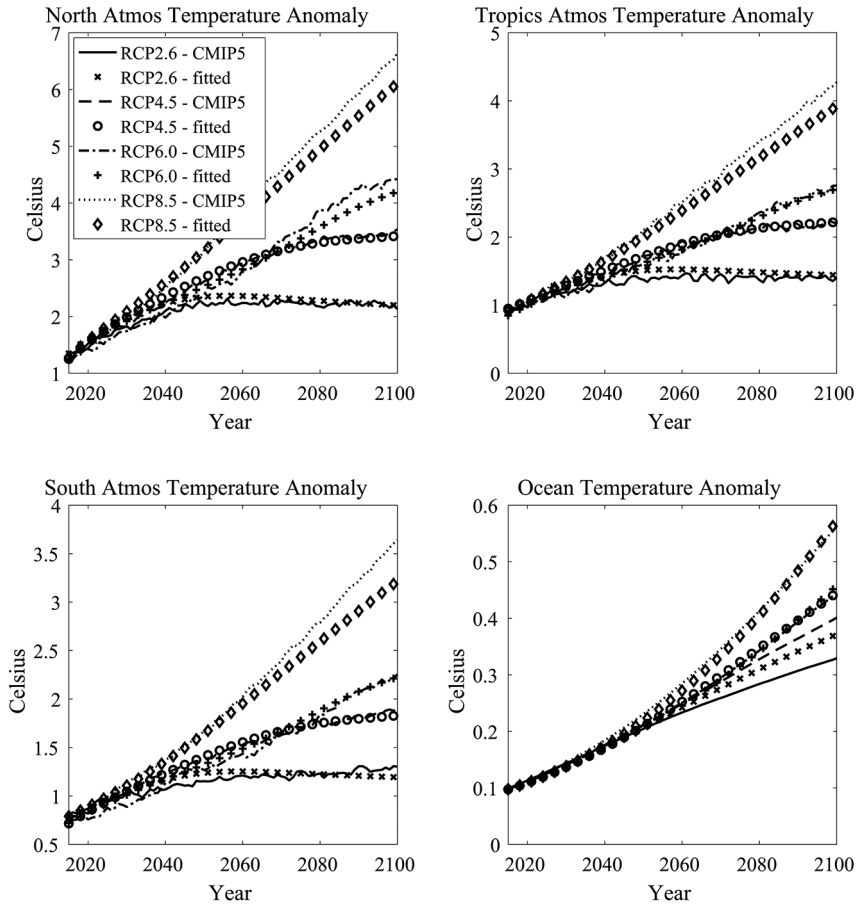 North Atmos Temperature Anomaly
7
6
5
4
3
2
1
Celsius
RCP2.6 - CMIP5
RCP2.6 - fitted
RCP4.5 - CMIP5
RCP4.5 - fitted
RCP6.0 - CMIP5
RCP6.0 - fitted
RCP8.5 - CMIP5
RCP8.5 - fitted
2020 2040 2060 2080 2100
Year
Tropics Atmos Temperature Anomaly
5
4
3
2
1
0
Celsius
2020 2040 2060 2080 2100
Year
South Atmos Temperature Anomaly
4
3.5
3
2.5
2
1.5
1
0.5
Celsius
2020 2040 2060 2080 2100
Year
Ocean Temperature Anomaly
0.6
0.5
0.4
0.3
0.2
0.1
0
Celsius
2020 2040 2060 2080 2100
Year